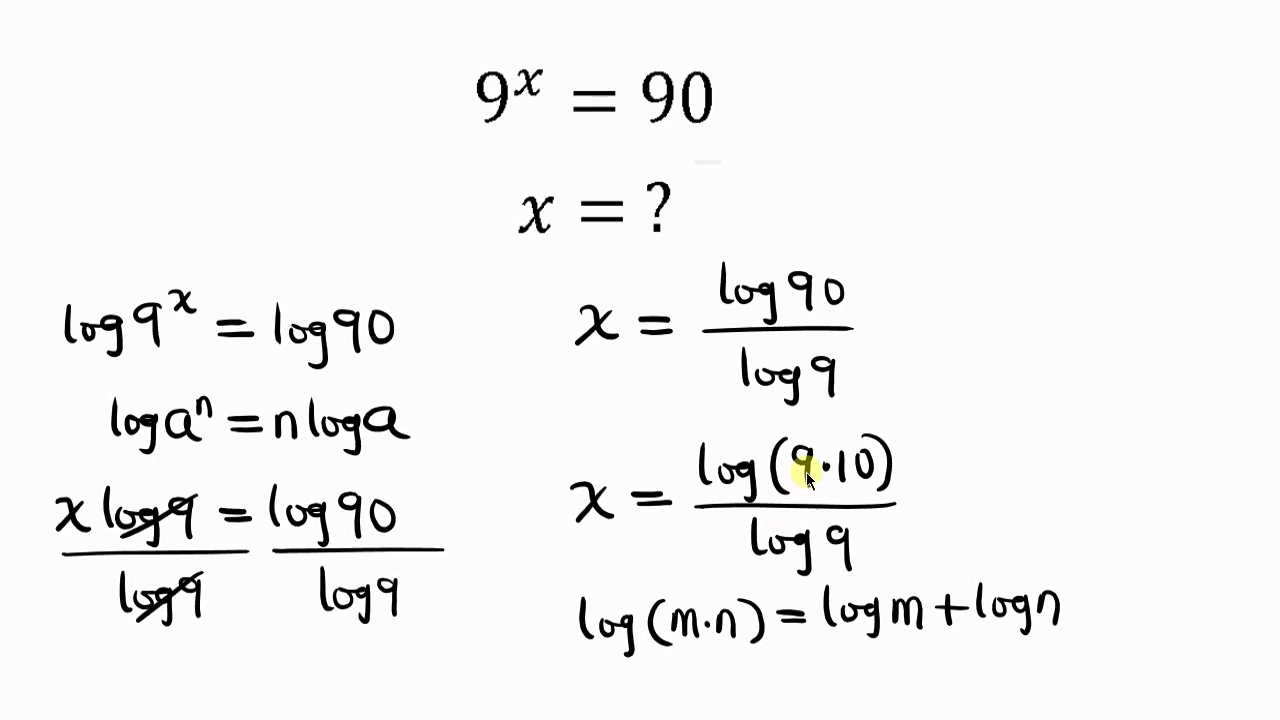 9^x = 90
x = ?
log 9^x = log 90
log a^n = n log a
x log 9 / log 9 = log 90 / log 9
x = log 90 / log 9
x = log (9·10) / log 9
log (m·n) = log m + log n